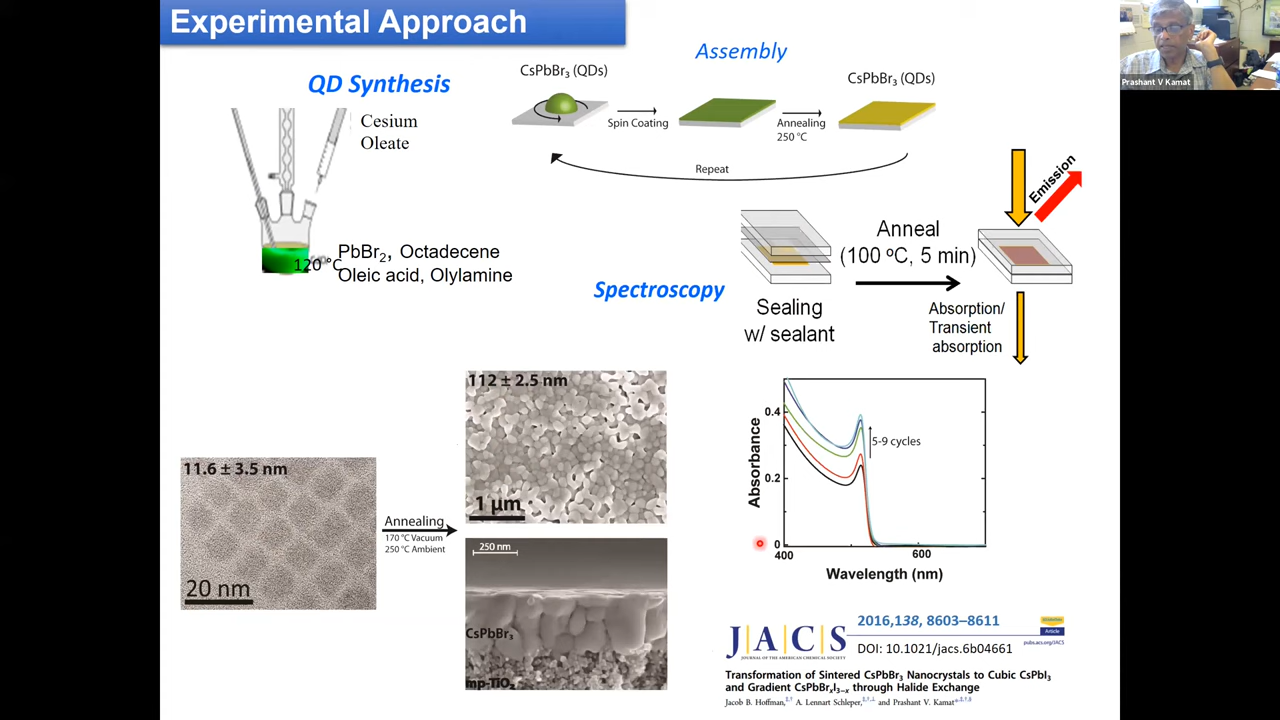 Experimental Approach
Prashant V Kamat
QD Synthesis
Cesium
Oleate
120 °C
PbBr2, Octadecene
Oleic acid, Olylamine
Assembly
CsPbBr3 (QDs)
Spin Coating
Annealing
250 °C
CsPbBr3 (QDs)
Repeat
Spectroscopy
Sealing
w/ sealant
Anneal
(100 ºC, 5 min)
Emission
Absorption/
Transient
absorption
11.6 ± 3.5 nm
20 nm
Annealing
170 °C Vacuum
250 °C Ambient
112 ± 2.5 nm
1 µm
250 nm
CsPbBr3
mp-TiO2
Absorbance
0.4
0.2
0
400
600
5-9 cycles
Wavelength (nm)
J|A|C|S
JOURNAL OF THE AMERICAN CHEMICAL SOCIETY
2016,138, 8603–8611
DOI: 10.1021/jacs.6b04661
Article
pubs.acs.org/JACS
Transformation of Sintered CsPbBr3 Nanocrystals to Cubic CsPbI3
and Gradient CsPbBrxI3−x through Halide Exchange
Jacob B. Hoffman, A. Lennart Schleper, and Prashant V. Kamat